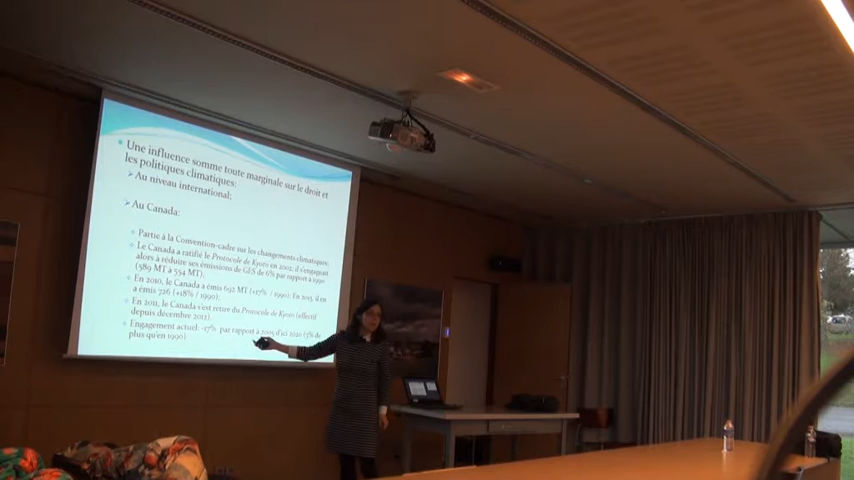 Une influence somme toute marginale sur le droit et
les politiques climatiques:
Au niveau international:
Au Canada:
Partie à la Convention-cadre sur les changements climatiques;
Le Canada a ratifié le Protocole de Kyoto en 2002; il s'engageait
alors à réduire ses émissions de GES de 6% par rapport à 1990
(589 MT à 554 MT).
En 2010, le Canada a émis 692 MT (+17% / 1990); En 2013, il en
a émis 726 (+18% / 1990);
En 2011, le Canada s'est retiré du Protocole de Kyoto (effectif
depuis décembre 2012).
Engagement actuel: -17% par rapport à 2005 d'ici 2020 (3% de
plus qu'en 1990)